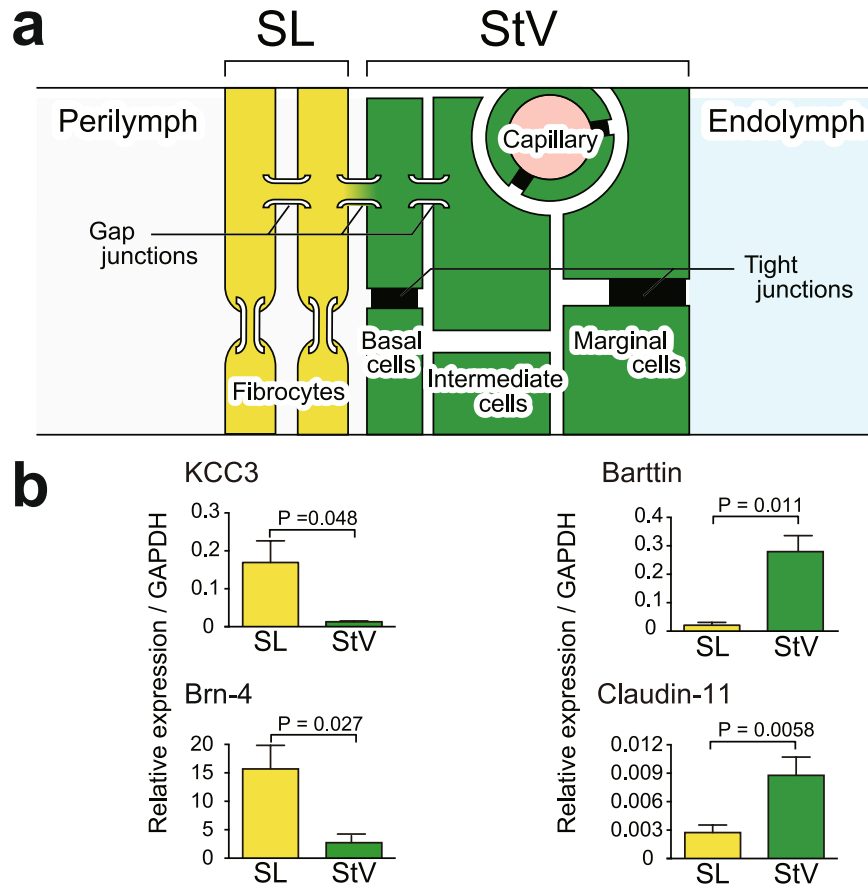 a
SL
StV
Perilymph
Capillary
Endolymph
Gap
junctions
Tight
junctions
Basal
cells
Marginal
cells
Intermediate
cells
Fibrocytes
b
KCC3
Relative expression / GAPDH
P =0.048
0.3
0.2
0.1
0
SL
StV
Barttin
Relative expression / GAPDH
P = 0.011
0.4
0.3
0.2
0.1
0
SL
StV
Brn-4
P = 0.027
20
15
10
5
0
SL
StV
Claudin-11
P = 0.0058
0.012
0.009
0.006
0.003
0
SL
StV